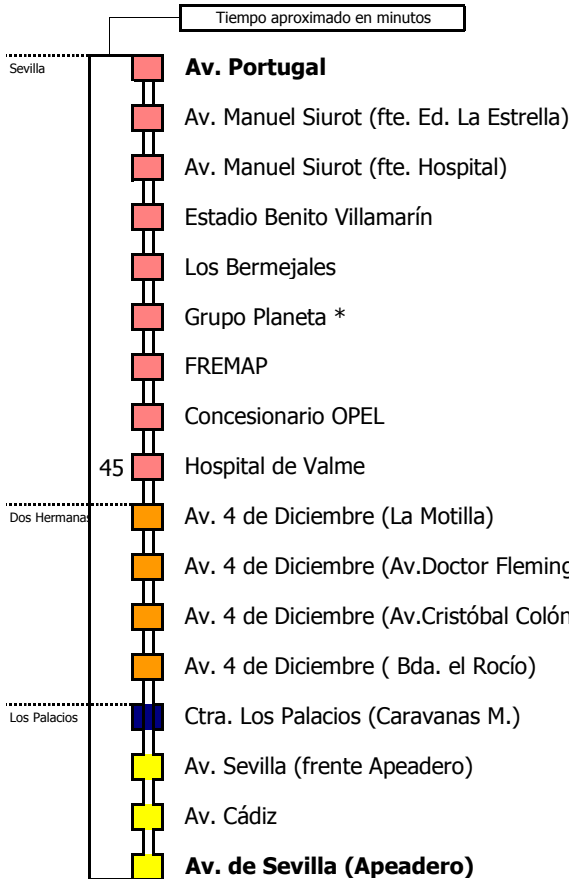 Tiempo aproximado en minutos
Sevilla
Av. Portugal
Av. Manuel Siurot (fte. Ed. La Estrella)
Av. Manuel Siurot (fte. Hospital)
Estadio Benito Villamarín
Los Bermejales
Grupo Planeta *
FREMAP
Concesionario OPEL
45 Hospital de Valme
Dos Hermanas
Av. 4 de Diciembre (La Motilla)
Av. 4 de Diciembre (Av.Doctor Fleming
Av. 4 de Diciembre (Av.Cristóbal Colón
Av. 4 de Diciembre ( Bda. el Rocío)
Los Palacios
Ctra. Los Palacios (Caravanas M.)
Av. Sevilla (frente Apeadero)
Av. Cádiz
Av. de Sevilla (Apeadero)